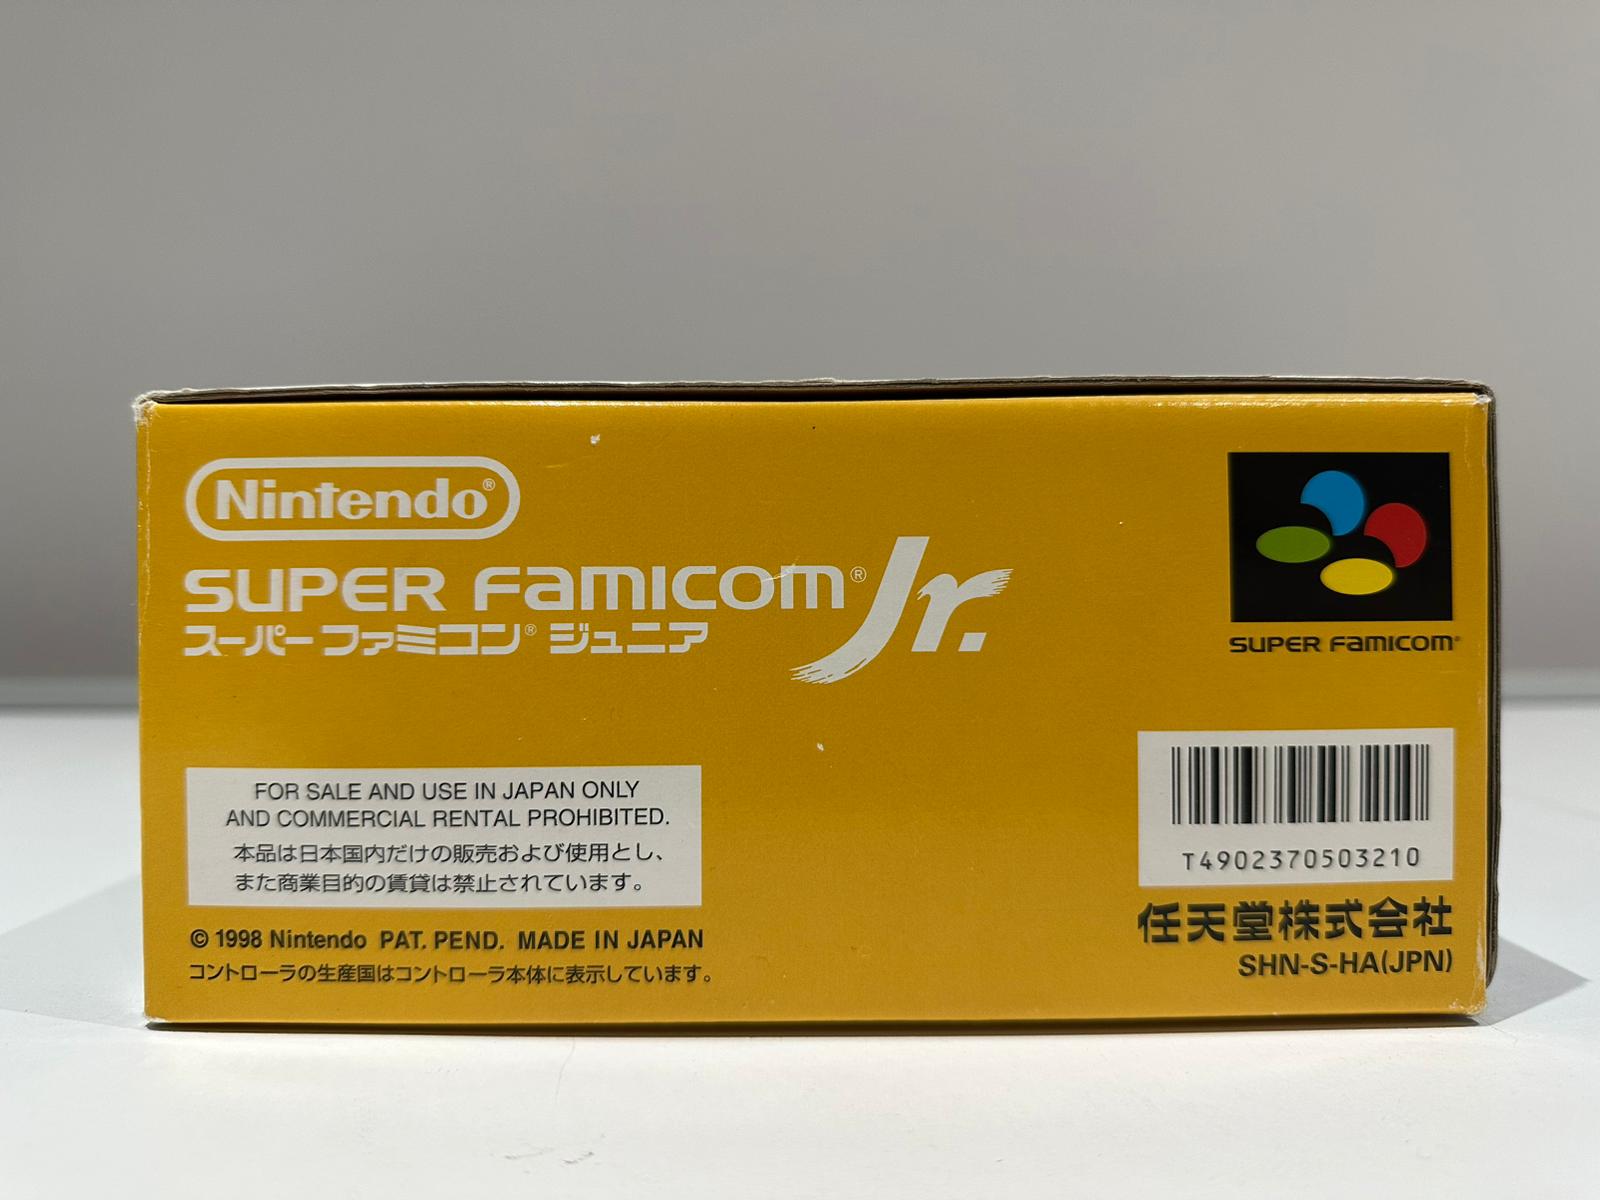 Nintendo®
SUPER FAMICOM® Jr.
スーパーファミコン® ジュニア
SUPER FAMICOM®
FOR SALE AND USE IN JAPAN ONLY
AND COMMERCIAL RENTAL PROHIBITED.
本品は日本国内だけの販売および使用とし、
また商業目的の賃貸は禁止されています。
© 1998 Nintendo PAT. PEND. MADE IN JAPAN
コントローラの生産国はコントローラ本体に表示しています。
T4902370503210
任天堂株式会社
SHN-S-HA(JPN)